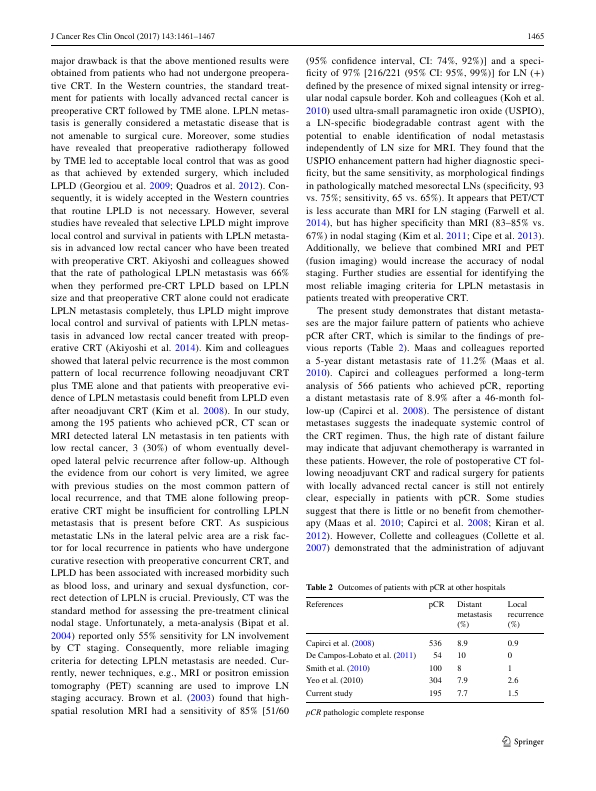 J Cancer Res Clin Oncol (2017) 143:1461–1467
1465
major drawback is that the above mentioned results were
obtained from patients who had not undergone preopera-
tive CRT. In the Western countries, the standard treat-
ment for patients with locally advanced rectal cancer is
preoperative CRT followed by TME alone. LPLN metas-
tasis is generally considered a metastatic disease that is
not amenable to surgical cure. Moreover, some studies
have revealed that preoperative radiotherapy followed
by TME led to acceptable local control that was as good
as that achieved by extended surgery, which included
LPLD (Georgiou et al. 2009; Quadros et al. 2012). Con-
sequently, it is widely accepted in the Western countries
that routine LPLD is not necessary. However, several
studies have revealed that selective LPLD might improve
local control and survival in patients with LPLN metasta-
sis in advanced low rectal cancer who have been treated
with preoperative CRT. Akiyoshi and colleagues showed
that the rate of pathological LPLN metastasis was 66%
when they performed pre-CRT LPLD based on LPLN
size and that preoperative CRT alone could not eradicate
LPLN metastasis completely, thus LPLD might improve
local control and survival of patients with LPLN metas-
tasis in advanced low rectal cancer treated with preop-
erative CRT (Akiyoshi et al. 2014). Kim and colleagues
showed that lateral pelvic recurrence is the most common
pattern of local recurrence following neoadjuvant CRT
plus TME alone and that patients with preoperative evi-
dence of LPLN metastasis could benefit from LPLD even
after neoadjuvant CRT (Kim et al. 2008). In our study,
among the 195 patients who achieved pCR, CT scan or
MRI detected lateral LN metastasis in ten patients with
low rectal cancer, 3 (30%) of whom eventually devel-
oped lateral pelvic recurrence after follow-up. Although
the evidence from our cohort is very limited, we agree
with previous studies on the most common pattern of
local recurrence, and that TME alone following preop-
erative CRT might be insufficient for controlling LPLN
metastasis that is present before CRT. As suspicious
metastatic LNs in the lateral pelvic area are a risk fac-
tor for local recurrence in patients who have undergone
curative resection with preoperative concurrent CRT, and
LPLD has been associated with increased morbidity such
as blood loss, and urinary and sexual dysfunction, cor-
rect detection of LPLN is crucial. Previously, CT was the
standard method for assessing the pre-treatment clinical
nodal stage. Unfortunately, a meta-analysis (Bipat et al.
2004) reported only 55% sensitivity for LN involvement
by CT staging. Consequently, more reliable imaging
criteria for detecting LPLN metastasis are needed. Cur-
rently, newer techniques, e.g., MRI or positron emission
tomography (PET) scanning are used to improve LN
staging accuracy. Brown et al. (2003) found that high-
spatial resolution MRI had a sensitivity of 85% [51/60
(95% confidence interval, CI: 74%, 92%)] and a speci-
ficity of 97% [216/221 (95% CI: 95%, 99%)] for LN (+)
defined by the presence of mixed signal intensity or irreg-
ular nodal capsule border. Koh and colleagues (Koh et al.
2010) used ultra-small paramagnetic iron oxide (USPIO),
a LN-specific biodegradable contrast agent with the
potential to enable identification of nodal metastasis
independently of LN size for MRI. They found that the
USPIO enhancement pattern had higher diagnostic speci-
ficity, but the same sensitivity, as morphological findings
in pathologically matched mesorectal LNs (specificity, 93
vs. 75%; sensitivity, 65 vs. 65%). It appears that PET/CT
is less accurate than MRI for LN staging (Farwell et al.
2014), but has higher specificity than MRI (83–85% vs.
67%) in nodal staging (Kim et al. 2011; Cipe et al. 2013).
Additionally, we believe that combined MRI and PET
(fusion imaging) would increase the accuracy of nodal
staging. Further studies are essential for identifying the
most reliable imaging criteria for LPLN metastasis in
patients treated with preoperative CRT.
The present study demonstrates that distant metasta-
ses are the major failure pattern of patients who achieve
pCR after CRT, which is similar to the findings of pre-
vious reports (Table 2). Maas and colleagues reported
a 5-year distant metastasis rate of 11.2% (Maas et al.
2010). Capirci and colleagues performed a long-term
analysis of 566 patients who achieved pCR, reporting
a distant metastasis rate of 8.9% after a 46-month fol-
low-up (Capirci et al. 2008). The persistence of distant
metastases suggests the inadequate systemic control of
the CRT regimen. Thus, the high rate of distant failure
may indicate that adjuvant chemotherapy is warranted in
these patients. However, the role of postoperative CT fol-
lowing neoadjuvant CRT and radical surgery for patients
with locally advanced rectal cancer is still not entirely
clear, especially in patients with pCR. Some studies
suggest that there is little or no benefit from chemother-
apy (Maas et al. 2010; Capirci et al. 2008; Kiran et al.
2012). However, Collette and colleagues (Collette et al.
2007) demonstrated that the administration of adjuvant
Table 2 Outcomes of patients with pCR at other hospitals
References pCR Distant metastasis (%) Local recurrence (%)
Capirci et al. (2008) 536 8.9 0.9
De Campos-Lobato et al. (2011) 54 10 0
Smith et al. (2010) 100 8 1
Yeo et al. (2010) 304 7.9 2.6
Current study 195 7.7 1.5
pCR pathologic complete response
Springer